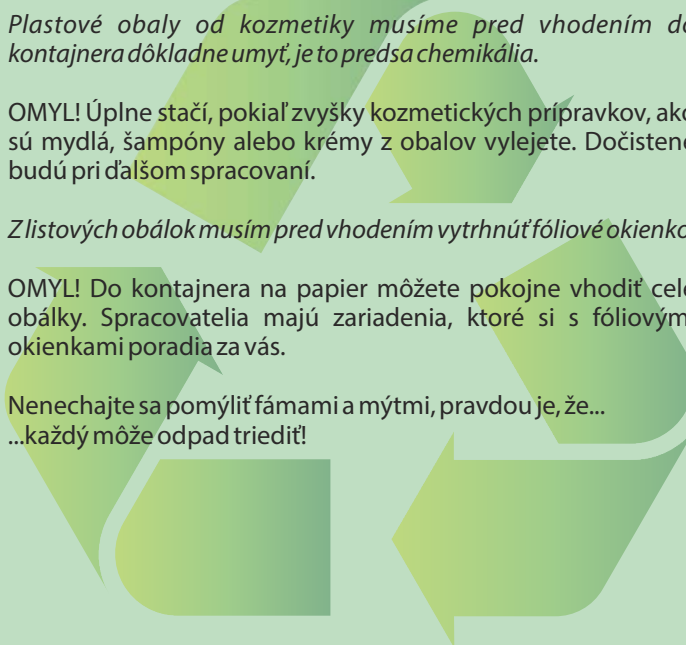 Plastové obaly od kozmetiky musíme pred vhodením do
kontajnera dôkladne umyť, je to predsa chemikália.
OMYL! Úplne stačí, pokiaľ zvyšky kozmetických prípravkov, ako
sú mydlá, šampóny alebo krémy z obalov vylejete. Dočistené
budú pri ďalšom spracovaní.
Z listových obálok musím pred vhodením vytrhnúť fóliové okienko
OMYL! Do kontajnera na papier môžete pokojne vhodiť celé
obálky. Spracovatelia majú zariadenia, ktoré si s fóliovým
okienkami poradia za vás.
Nenechajte sa pomýliť fámami a mýtmi, pravdou je, že...
...každý môže odpad triediť!